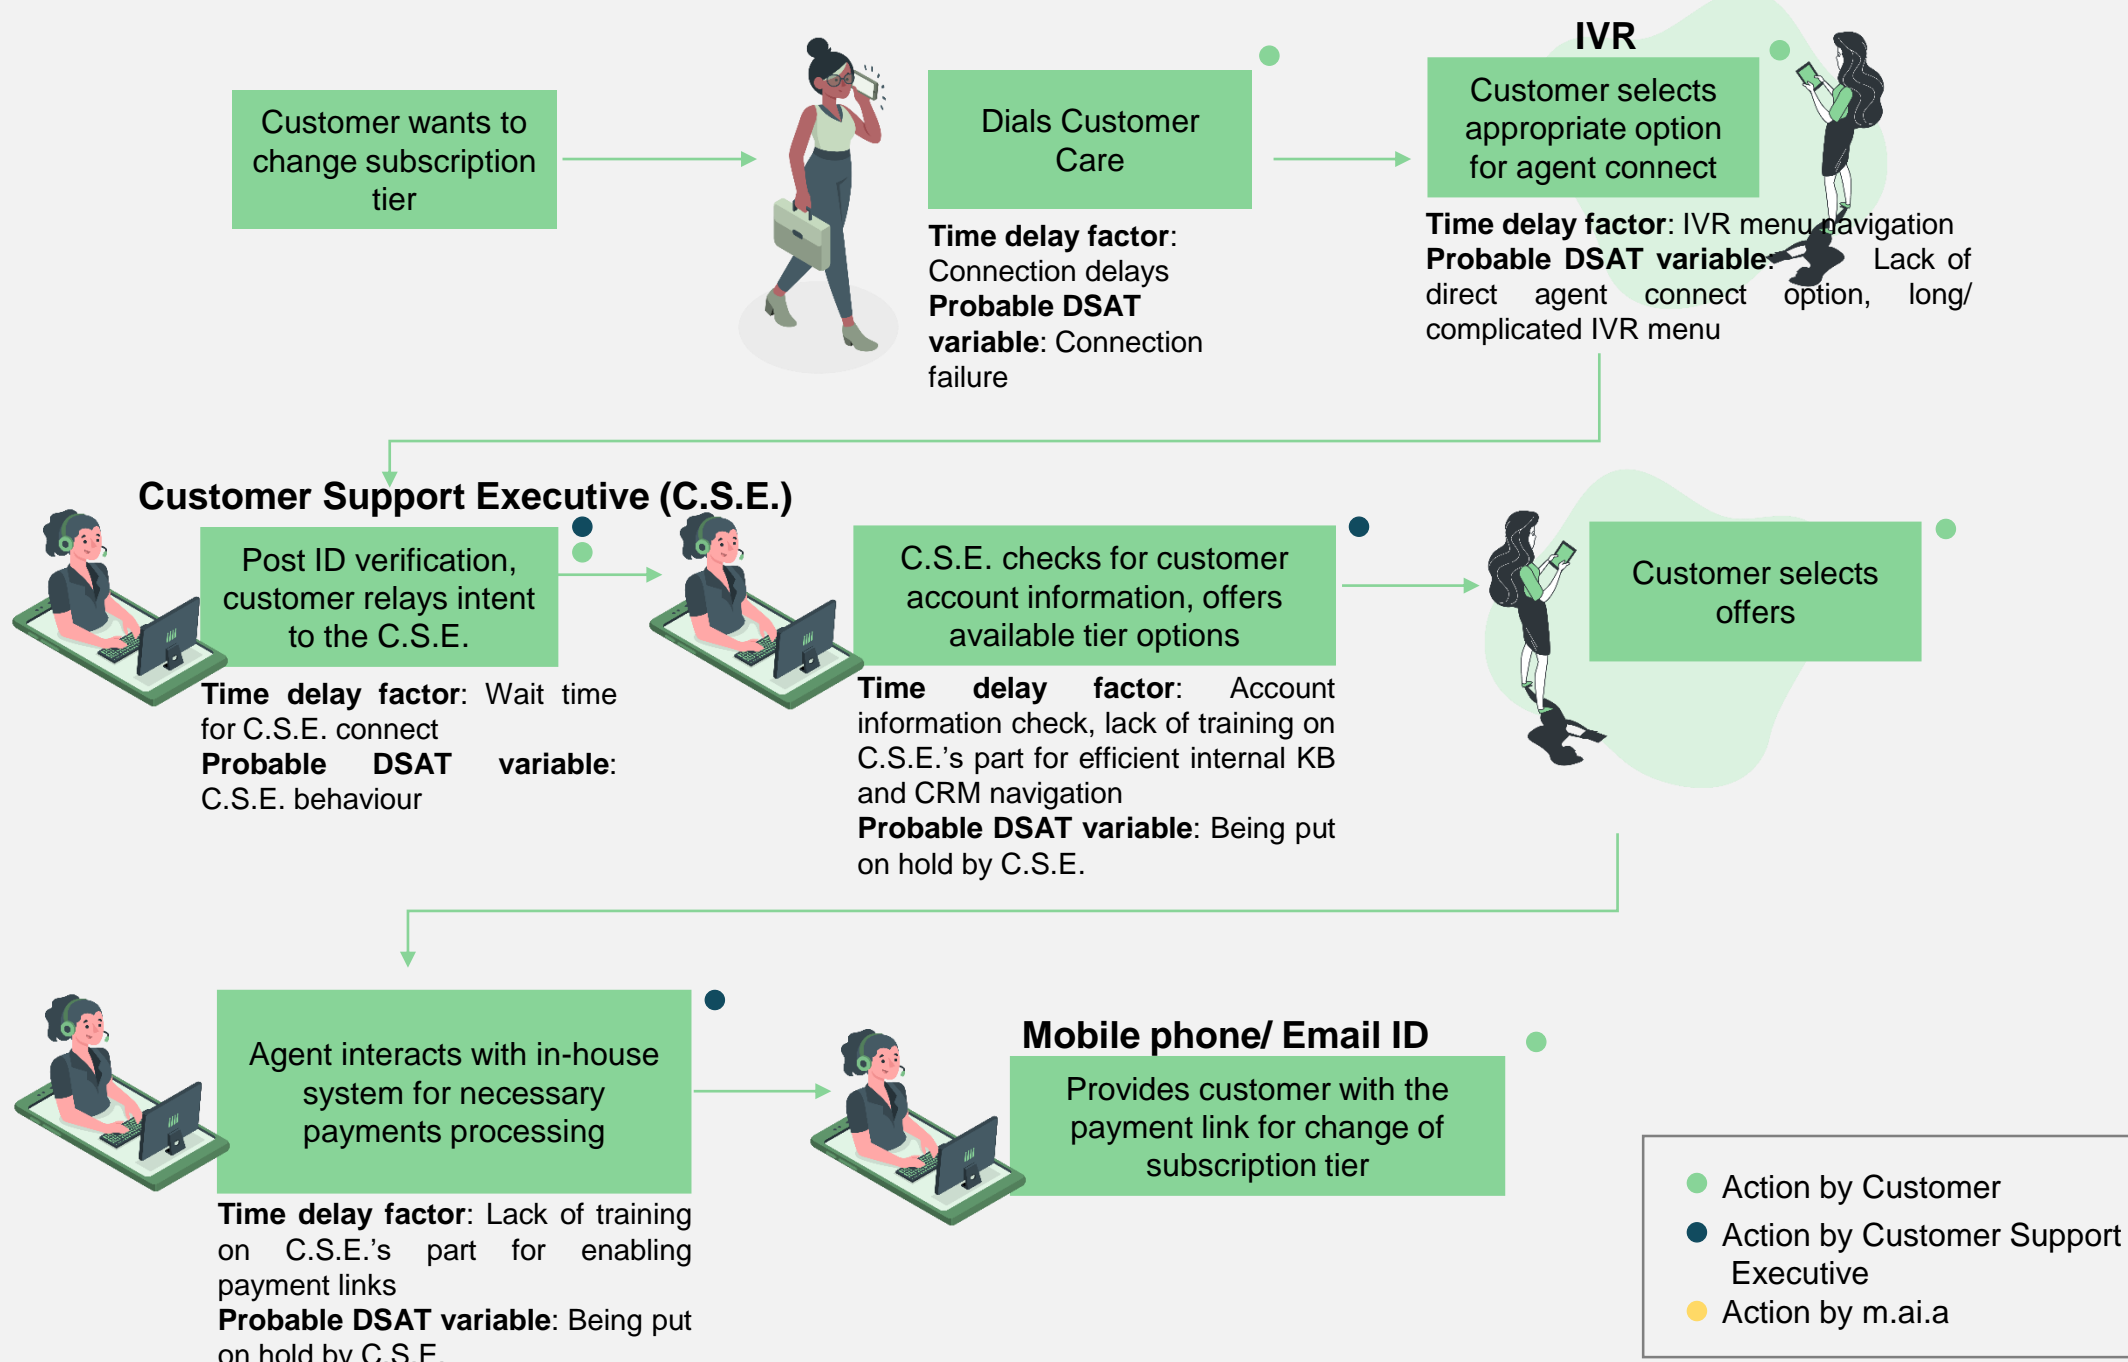 Customer wants to
change subscription
tier
Dials Customer
Care
Time delay factor:
Connection delays
Probable DSAT
variable: Connection
failure
IVR
Customer selects
appropriate option
for agent connect
Time delay factor: IVR menu navigation
Probable DSAT variable: Lack of
direct agent connect option, long/
complicated IVR menu
Customer Support Executive (C.S.E.)
Post ID verification,
customer relays intent
to the C.S.E.
Time delay factor: Wait time
for C.S.E. connect
Probable DSAT variable:
C.S.E. behaviour
C.S.E. checks for customer
account information, offers
available tier options
Time delay factor: Account
information check, lack of training on
C.S.E.’s part for efficient internal KB
and CRM navigation
Probable DSAT variable: Being put
on hold by C.S.E.
Customer selects
offers
Agent interacts with in-house
system for necessary
payments processing
Time delay factor: Lack of training
on C.S.E.’s part for enabling
payment links
Probable DSAT variable: Being put
on hold by C.S.E.
Mobile phone/ Email ID
Provides customer with the
payment link for change of
subscription tier
Action by Customer
Action by Customer Support
Executive
Action by m.ai.a